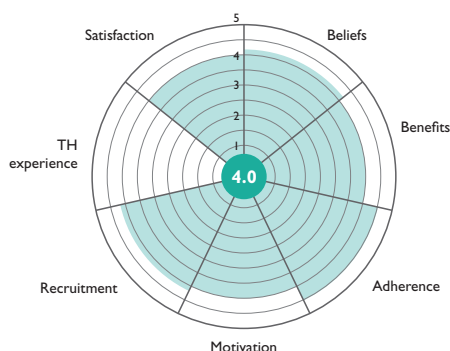 5
Satisfaction
Beliefs
4
3
Benefits
2
TH
experience
1
4.0
Recruitment
Adherence
Motivation